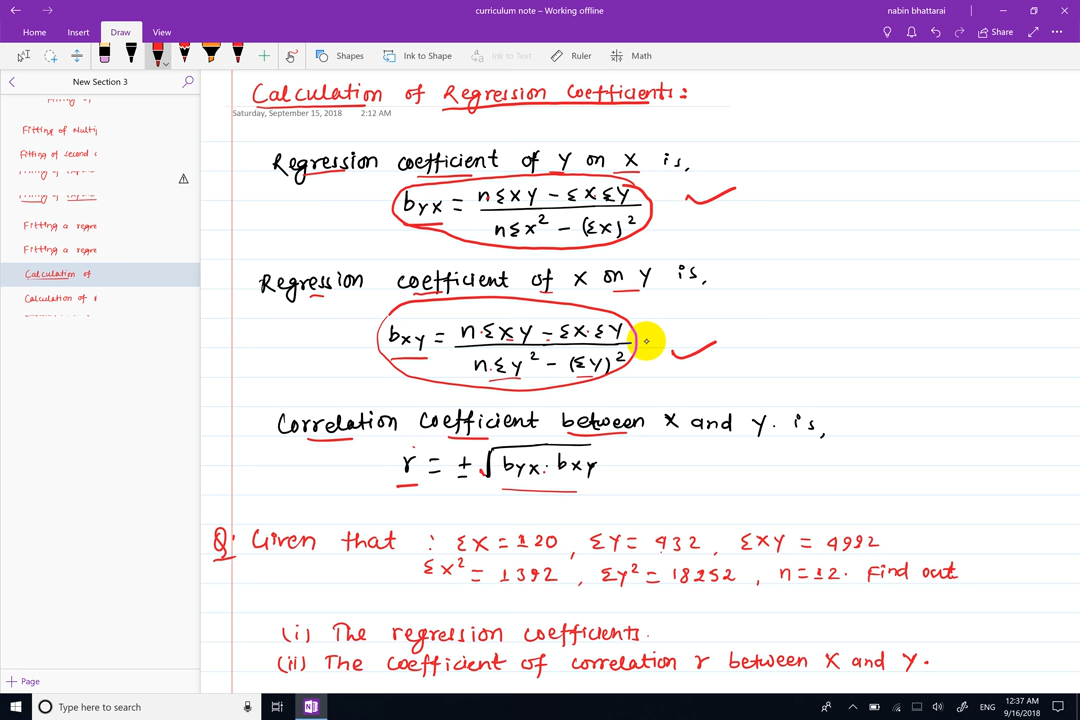 curriculum note – Working offline
nabin bhattarai
Home Insert Draw View
Share
Shapes Ink to Shape Ink to Text Ruler Math
New Section 3
Calculation of Regression Coefficients:
Saturday, September 15, 2018 2:12 AM
Fitting of Multip
Fitting of second o
Fitting a regre
Fitting a regre
Calculation of
Calculation of R
Regression coefficient of Y on X is,
bYX = nΣXY - ΣX.ΣY
nΣX² - (ΣX)²
Regression coefficient of X on Y is,
bXY = n.ΣXY - ΣX.ΣY
n.ΣY² - (ΣY)²
Correlation coefficient between X and Y is,
r = ± √bYX . bXY
Q: Given that : ΣX = 120, ΣY = 432, ΣXY = 4992
ΣX² = 1392, ΣY² = 18252, n = 12. Find out
(i) The regression coefficients.
(ii) The coefficient of correlation r between X and Y.
+ Page
Type here to search
ENG
12:37 AM
9/16/2018